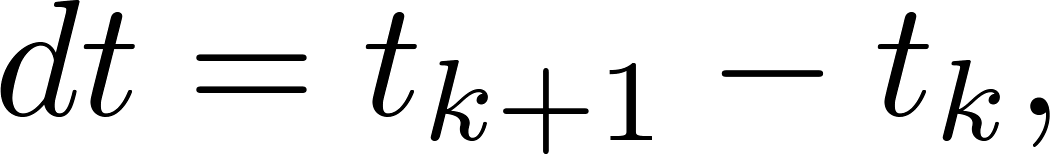 dt = t_{k+1} − t_k,